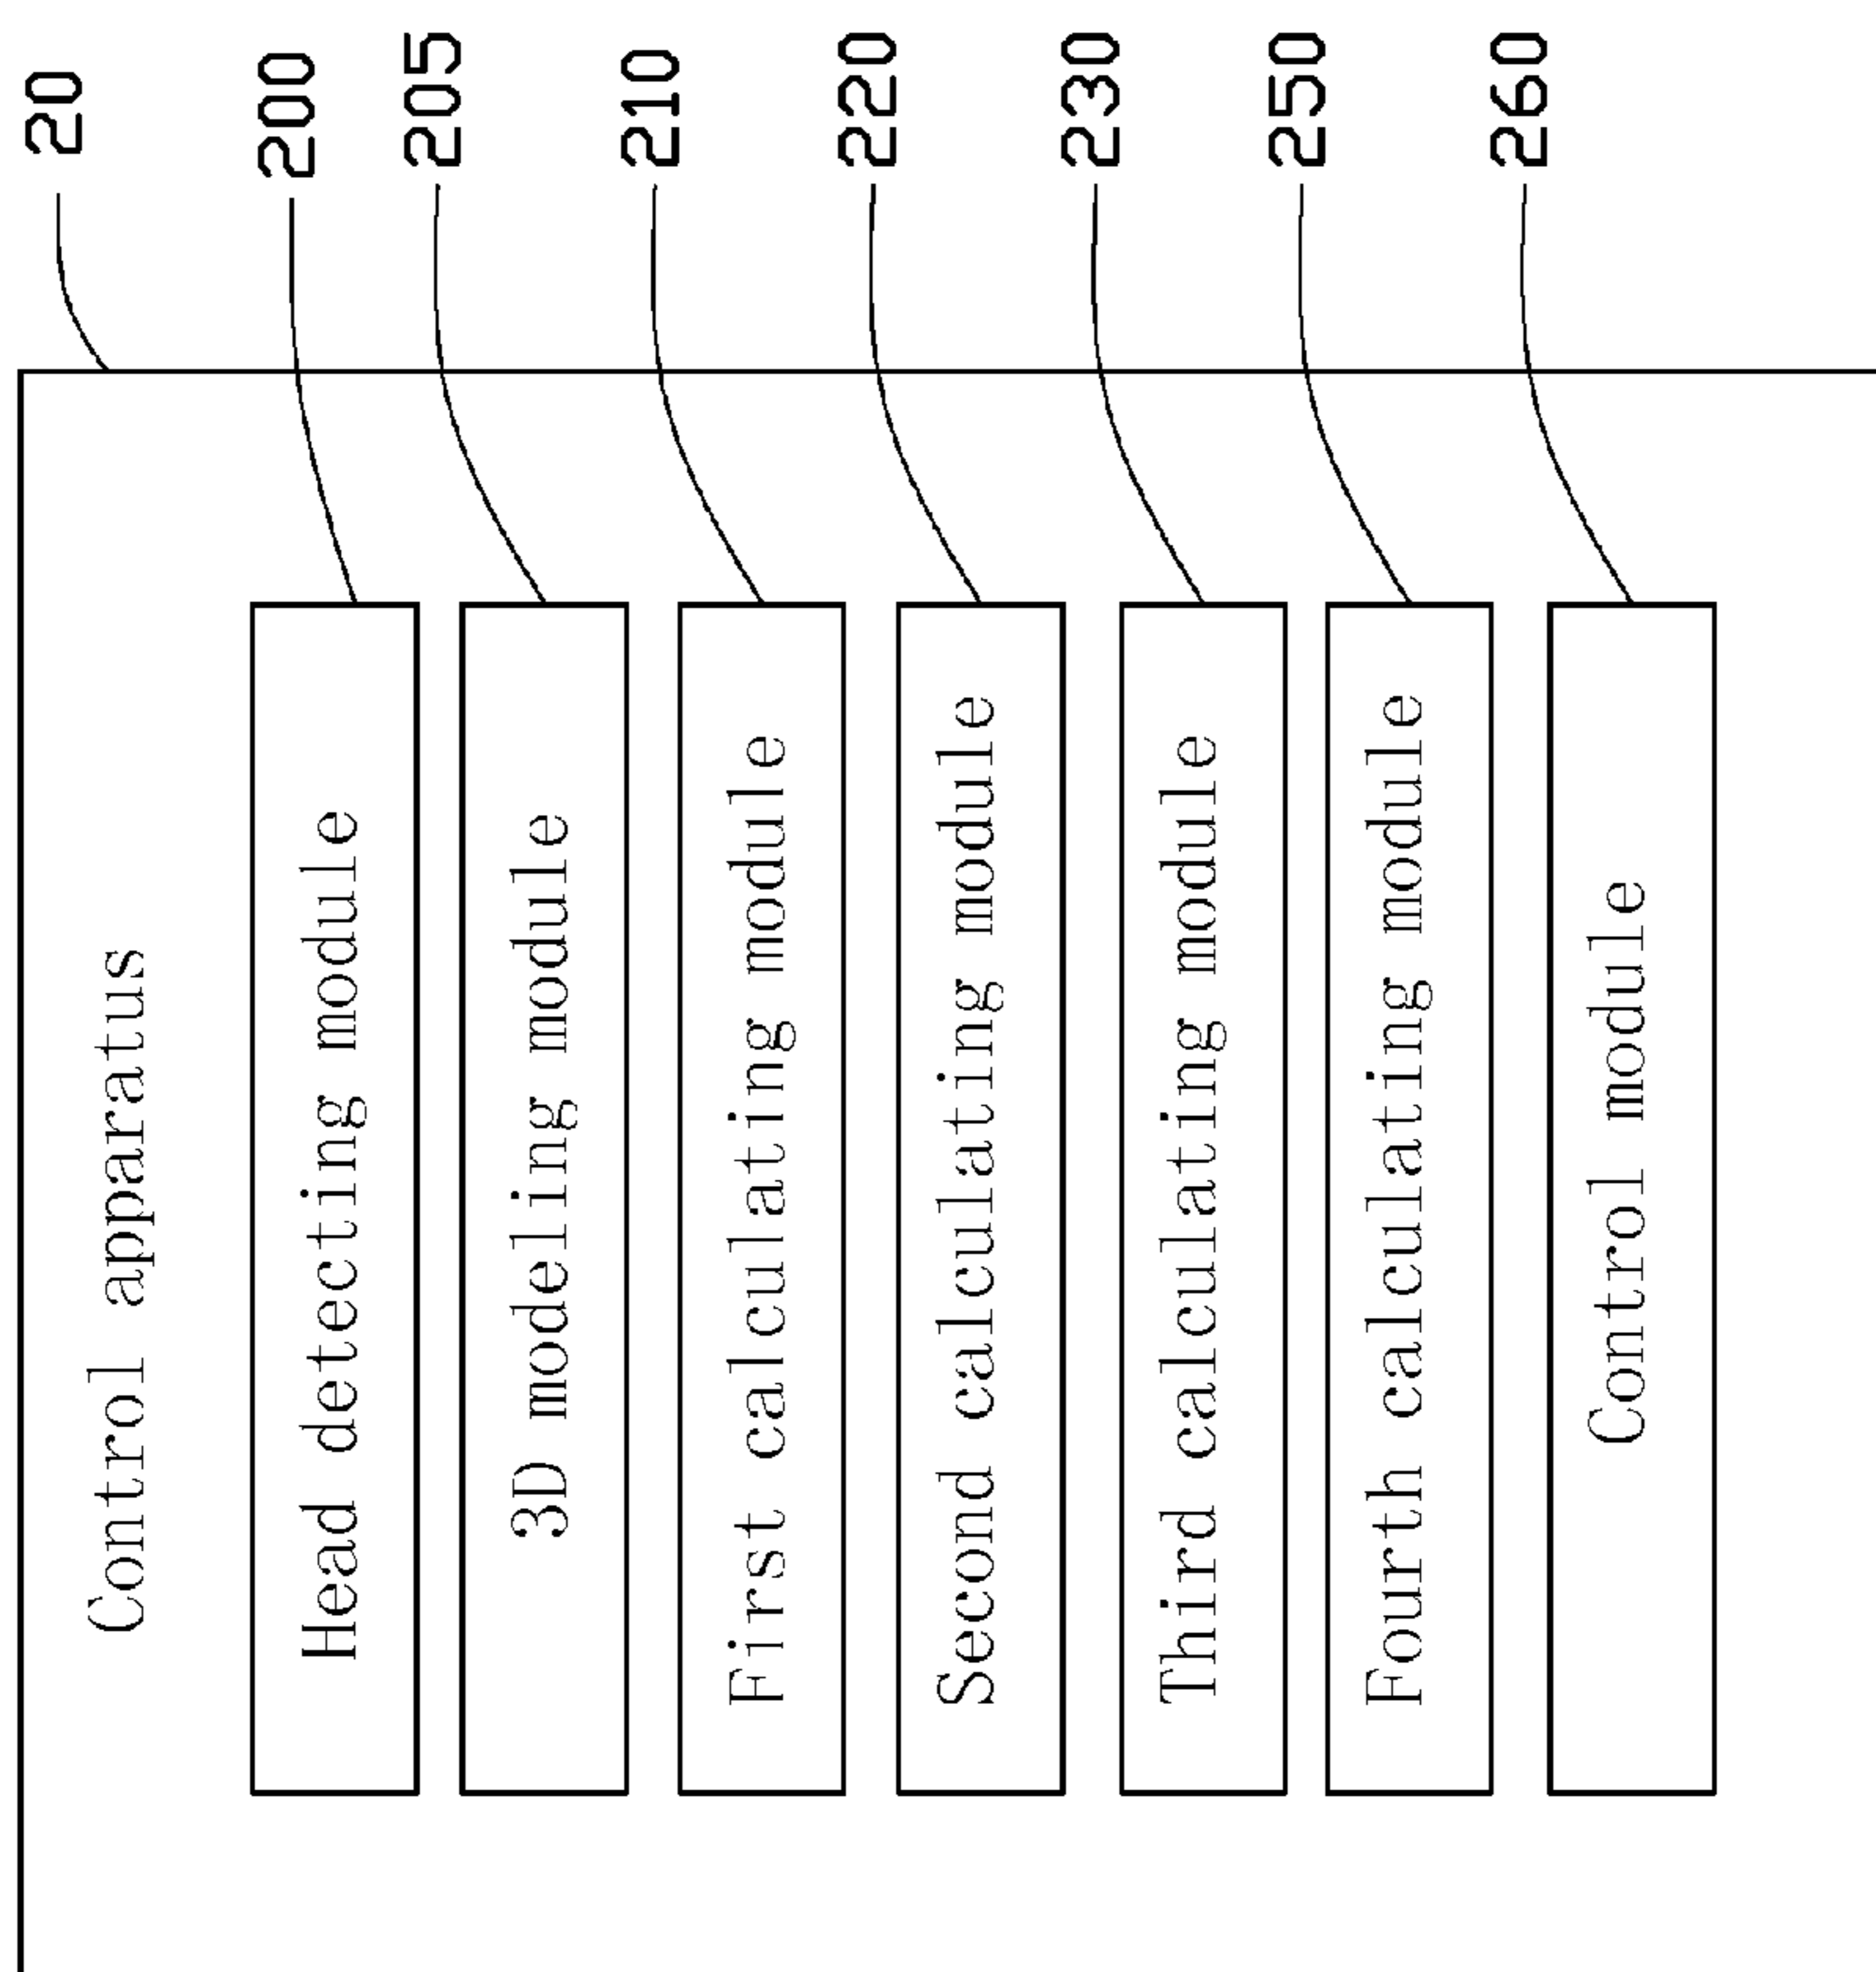 Control apparatus
20
Head detecting module
200
3D modeling module
205
First calculating module
210
Second calculating module
220
Third calculating module
230
Fourth calculating module
250
Control module
260